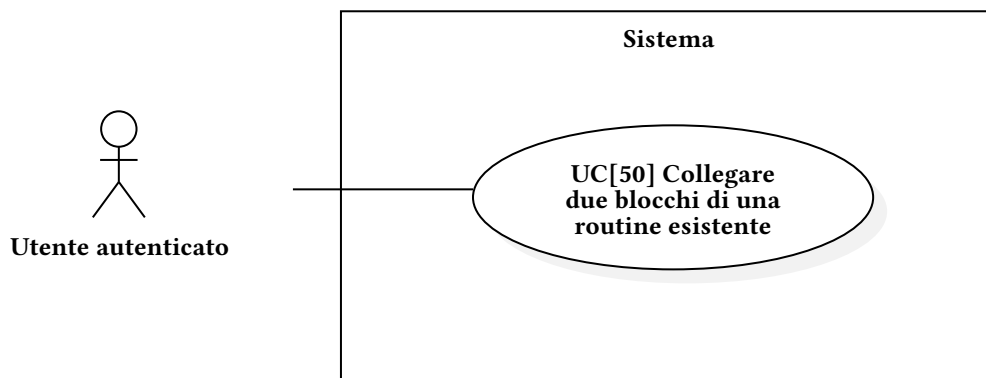 Sistema
UC[50] Collegare
due blocchi di una
routine esistente
Utente autenticato